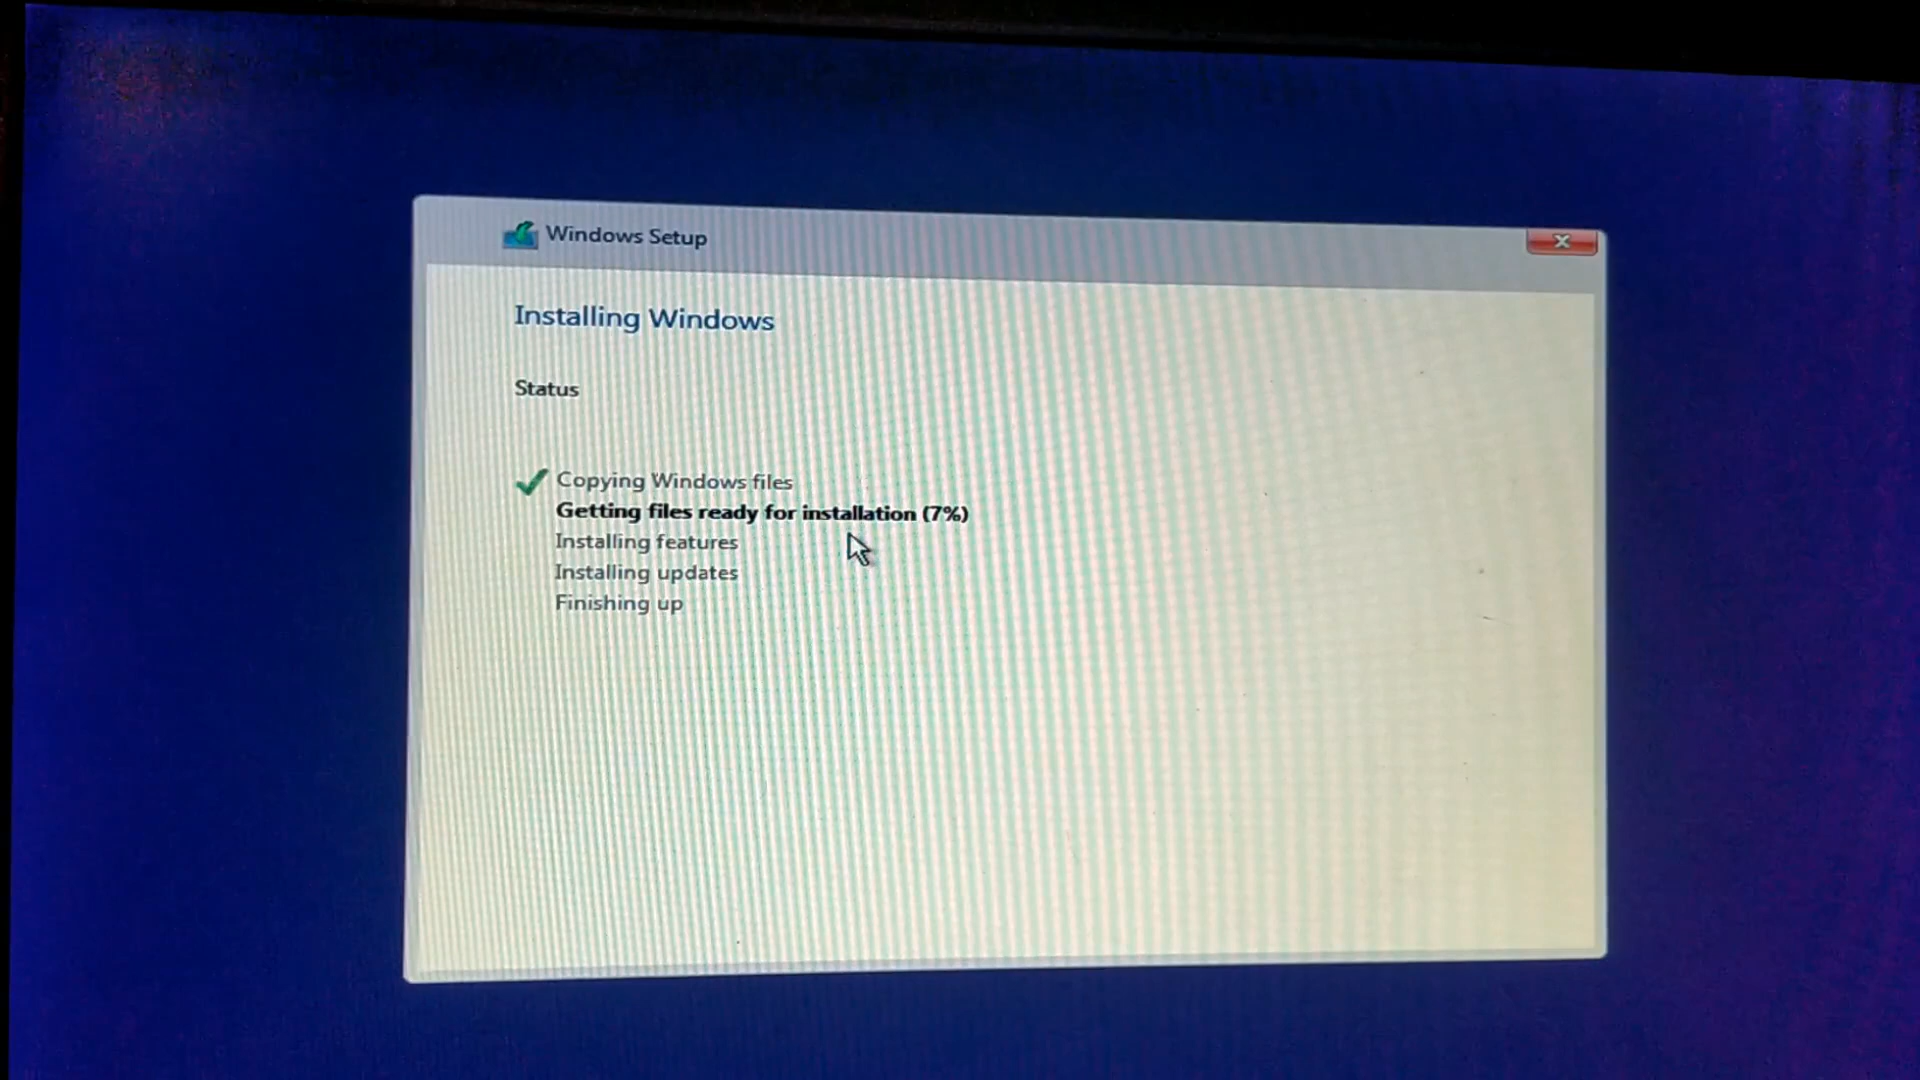 Windows Setup
Installing Windows
Status
Copying Windows files
Getting files ready for installation (7%)
Installing features
Installing updates
Finishing up